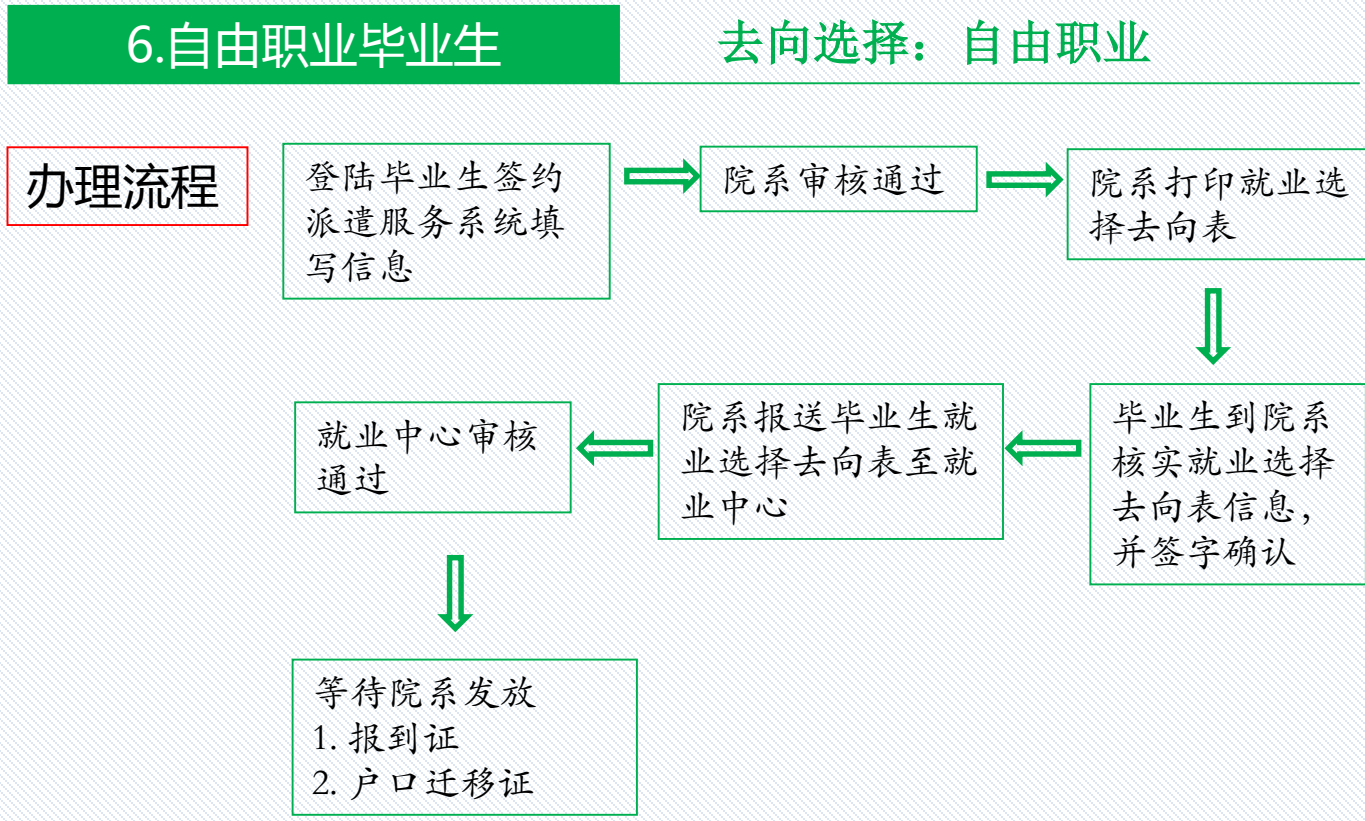 6.自由职业毕业生
去向选择：自由职业
办理流程
登陆毕业生签约
派遣服务系统填
写信息
院系审核通过
院系打印就业选
择去向表
毕业生到院系
核实就业选择
去向表信息，
并签字确认
院系报送毕业生就
业选择去向表至就
业中心
就业中心审核
通过
等待院系发放
1. 报到证
2. 户口迁移证